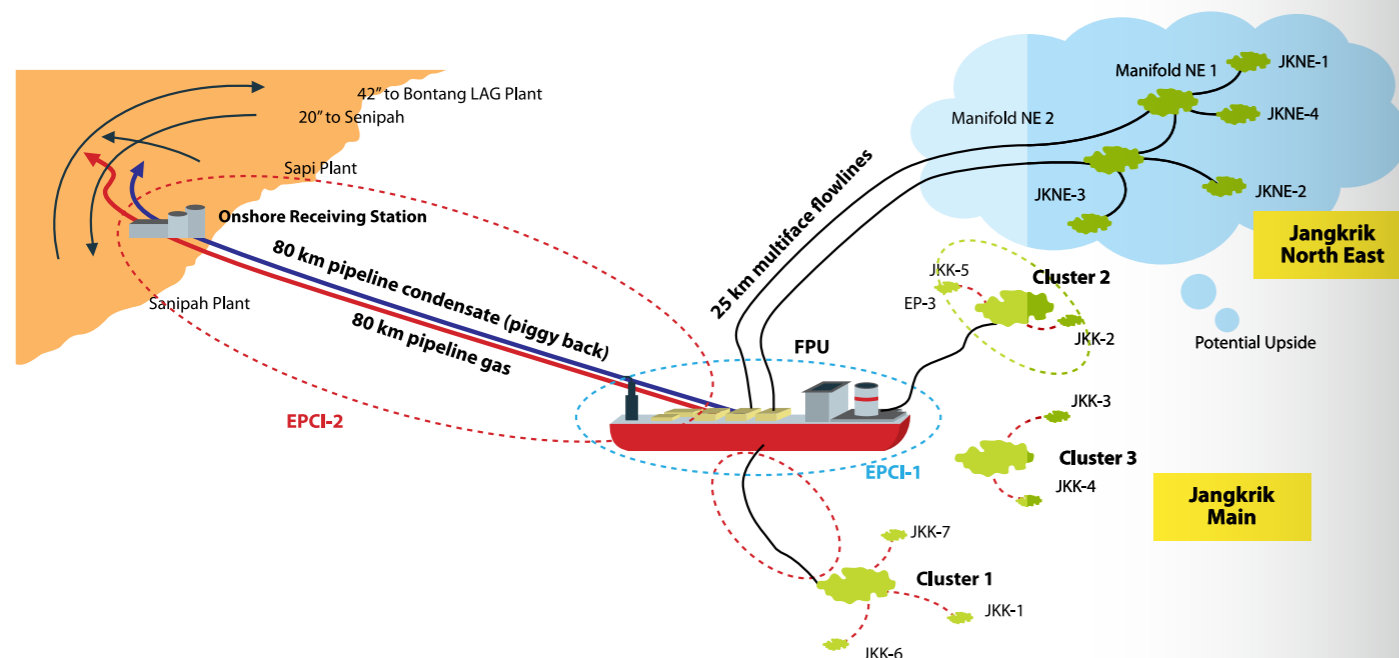 42" to Bontang LAG Plant
20" to Senipah
Sapi Plant
Onshore Receiving Station
Sanipah Plant
80 km pipeline condensate (piggy back)
80 km pipeline gas
EPCI-2
25 km multiface flowlines
FPU
EPCI-1
Manifold NE 1
Manifold NE 2
JKNE-1
JKNE-4
JKNE-2
JKNE-3
Jangkrik
North East
Potential Upside
JKK-5
EP-3
Cluster 2
JKK-2
JKK-3
Cluster 3
JKK-4
Jangkrik
Main
JKK-7
Cluster 1
JKK-1
JKK-6